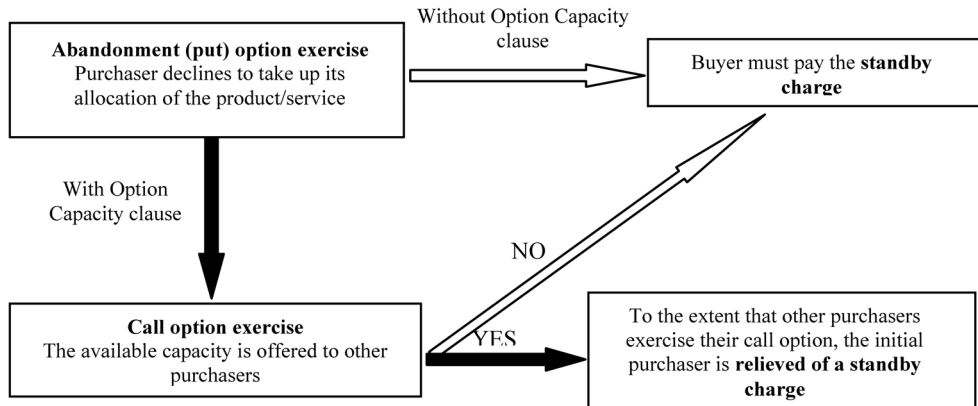 Abandonment (put) option exercise
Purchaser declines to take up its
allocation of the product/service
Without Option Capacity
clause
Buyer must pay the standby
charge
With Option
Capacity clause
NO
Call option exercise
The available capacity is offered to other
purchasers
YES
To the extent that other purchasers
exercise their call option, the initial
purchaser is relieved of a standby
charge